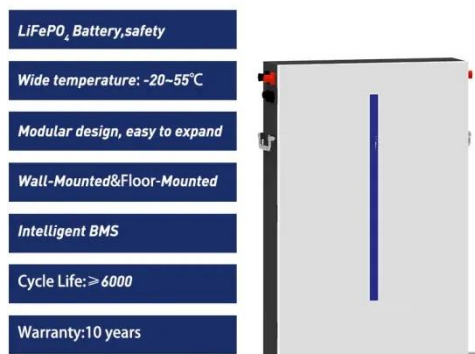 LiFePO₄ Battery,safety
Wide temperature: -20~55℃
Modular design, easy to expand
Wall-Mounted&Floor-Mounted
Intelligent BMS
Cycle Life:≥6000
Warranty:10 years